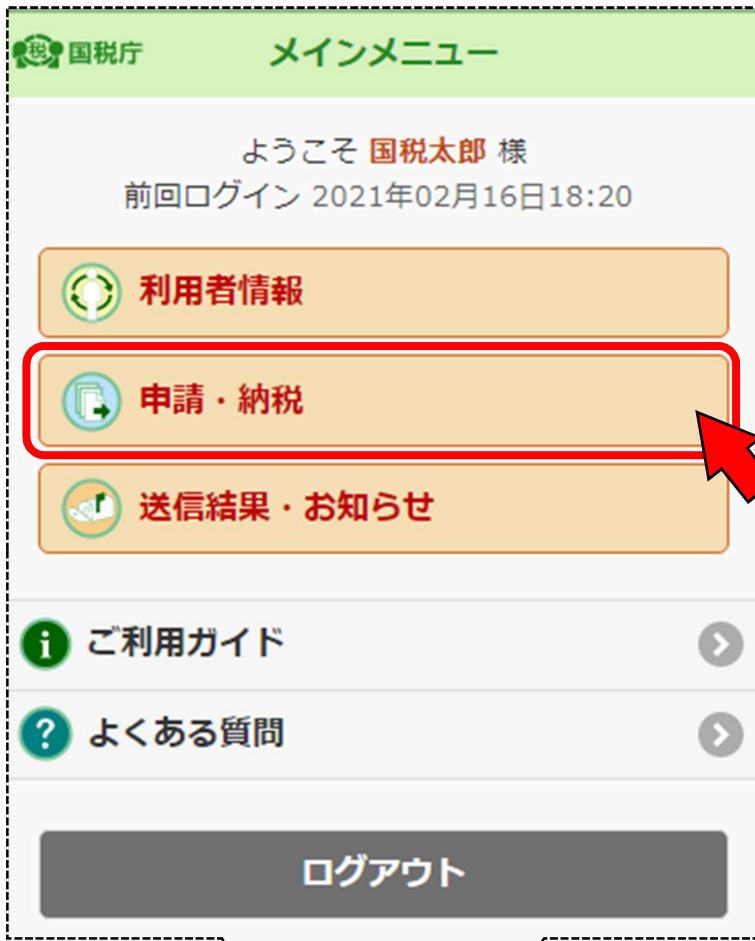 税 国税庁 メインメニュー
ようこそ 国税太郎 様
前回ログイン 2021年02月16日18:20
利用者情報
申請・納税
送信結果・お知らせ
i ご利用ガイド
? よくある質問
ログアウト